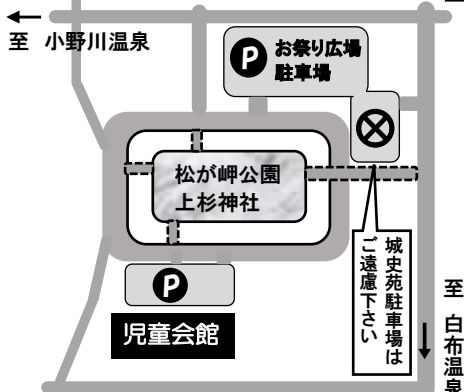 至 小野川温泉
P お祭り広場
駐車場
松が岬公園
上杉神社
城史苑駐車場は
ご遠慮下さい
P
児童会館
至 白布温泉